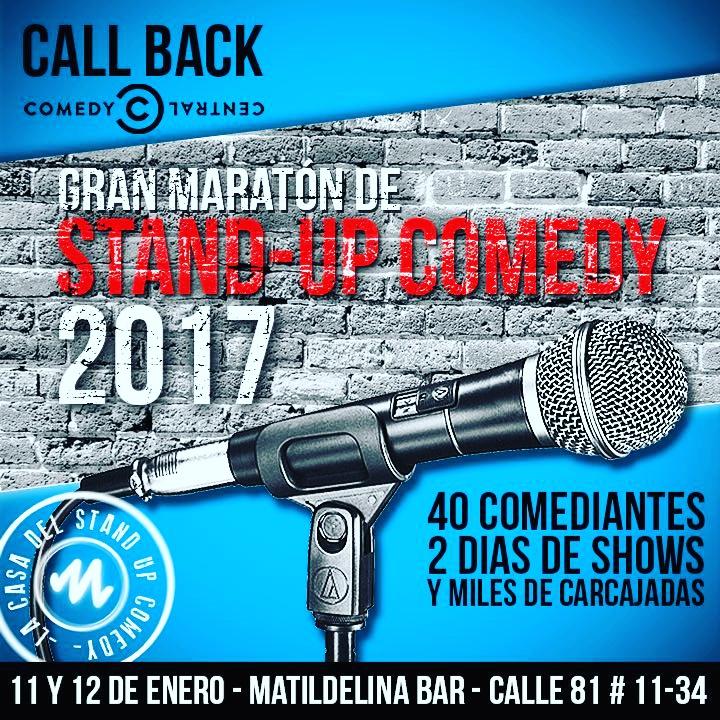 CALL BACK
COMEDY CENTRAL
GRAN MARATÓN DE
STAND-UP COMEDY
2017
40 COMEDIANTES
2 DIAS DE SHOWS
Y MILES DE CARCAJADAS
LA CASA DEL STAND UP COMEDY
M
11 Y 12 DE ENERO - MATILDELINA BAR - CALLE 81 # 11-34